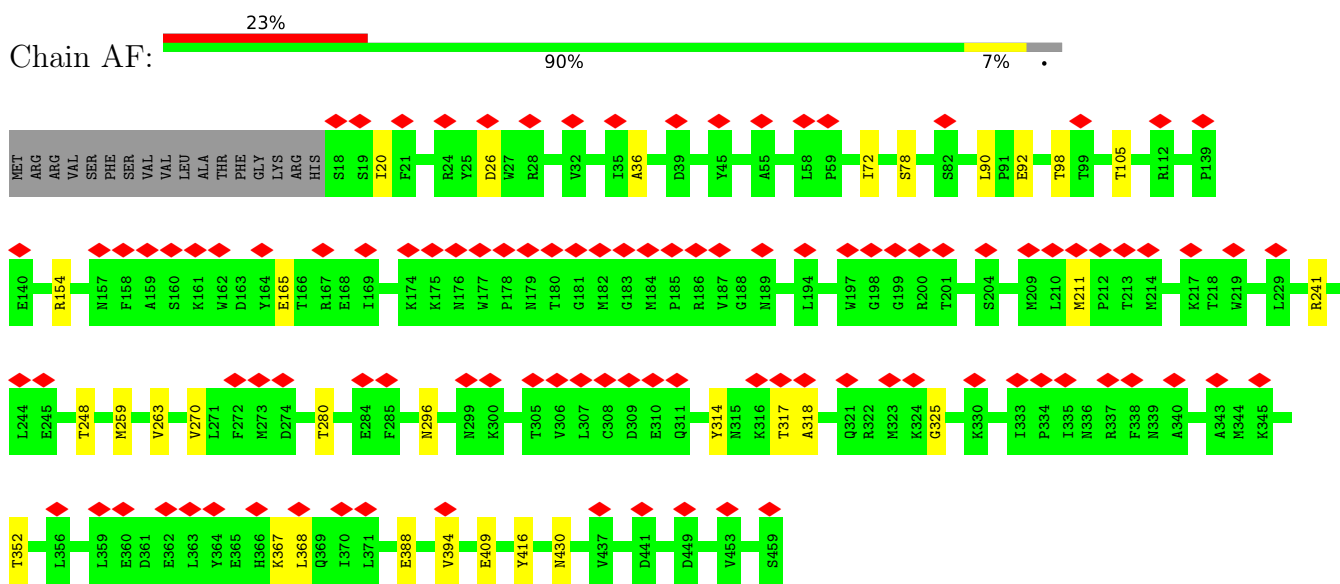 23%
Chain AF:
90% 7% •
MET ARG ARG VAL SER PHE SER VAL VAL LEU ALA THR PHE GLY LYS ARG HIS S18 S19 I20 F21 R24 Y25 D26 W27 R28 V32 I35 A36 D39 Y45 A55 L58 P59 I72 S78 S82 L90 P91 E92 T98 T99 T105 R112 P139
E140 R154 N157 F158 A159 S160 K161 W162 D163 Y164 E165 T166 R167 E168 I169 K174 K175 N176 W177 P178 N179 T180 G181 M182 G183 M184 P185 R186 V187 G188 N189 L194 W197 G198 G199 R200 T201 S204 M209 L210 M211 P212 T213 M214 K217 T218 W219 L229 R241
L244 E245 T248 M259 V263 V270 L271 F272 M273 D274 T280 E284 F285 N296 N299 K300 T305 V306 L307 C308 D309 E310 Q311 Y314 N315 K316 T317 A318 Q321 R322 M323 K324 G325 K330 I333 P334 I335 N336 R337 F338 N339 A340 A343 M344 K345
T352 L356 L359 E360 D361 E362 L363 Y364 E365 H366 K367 L368 Q369 I370 L371 E388 V394 E409 Y416 N430 V437 D441 D449 V453 S459